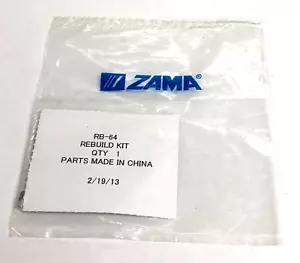 ZAMA®
RB-64
REBUILD KIT
QTY 1
PARTS MADE IN CHINA
2/19/13